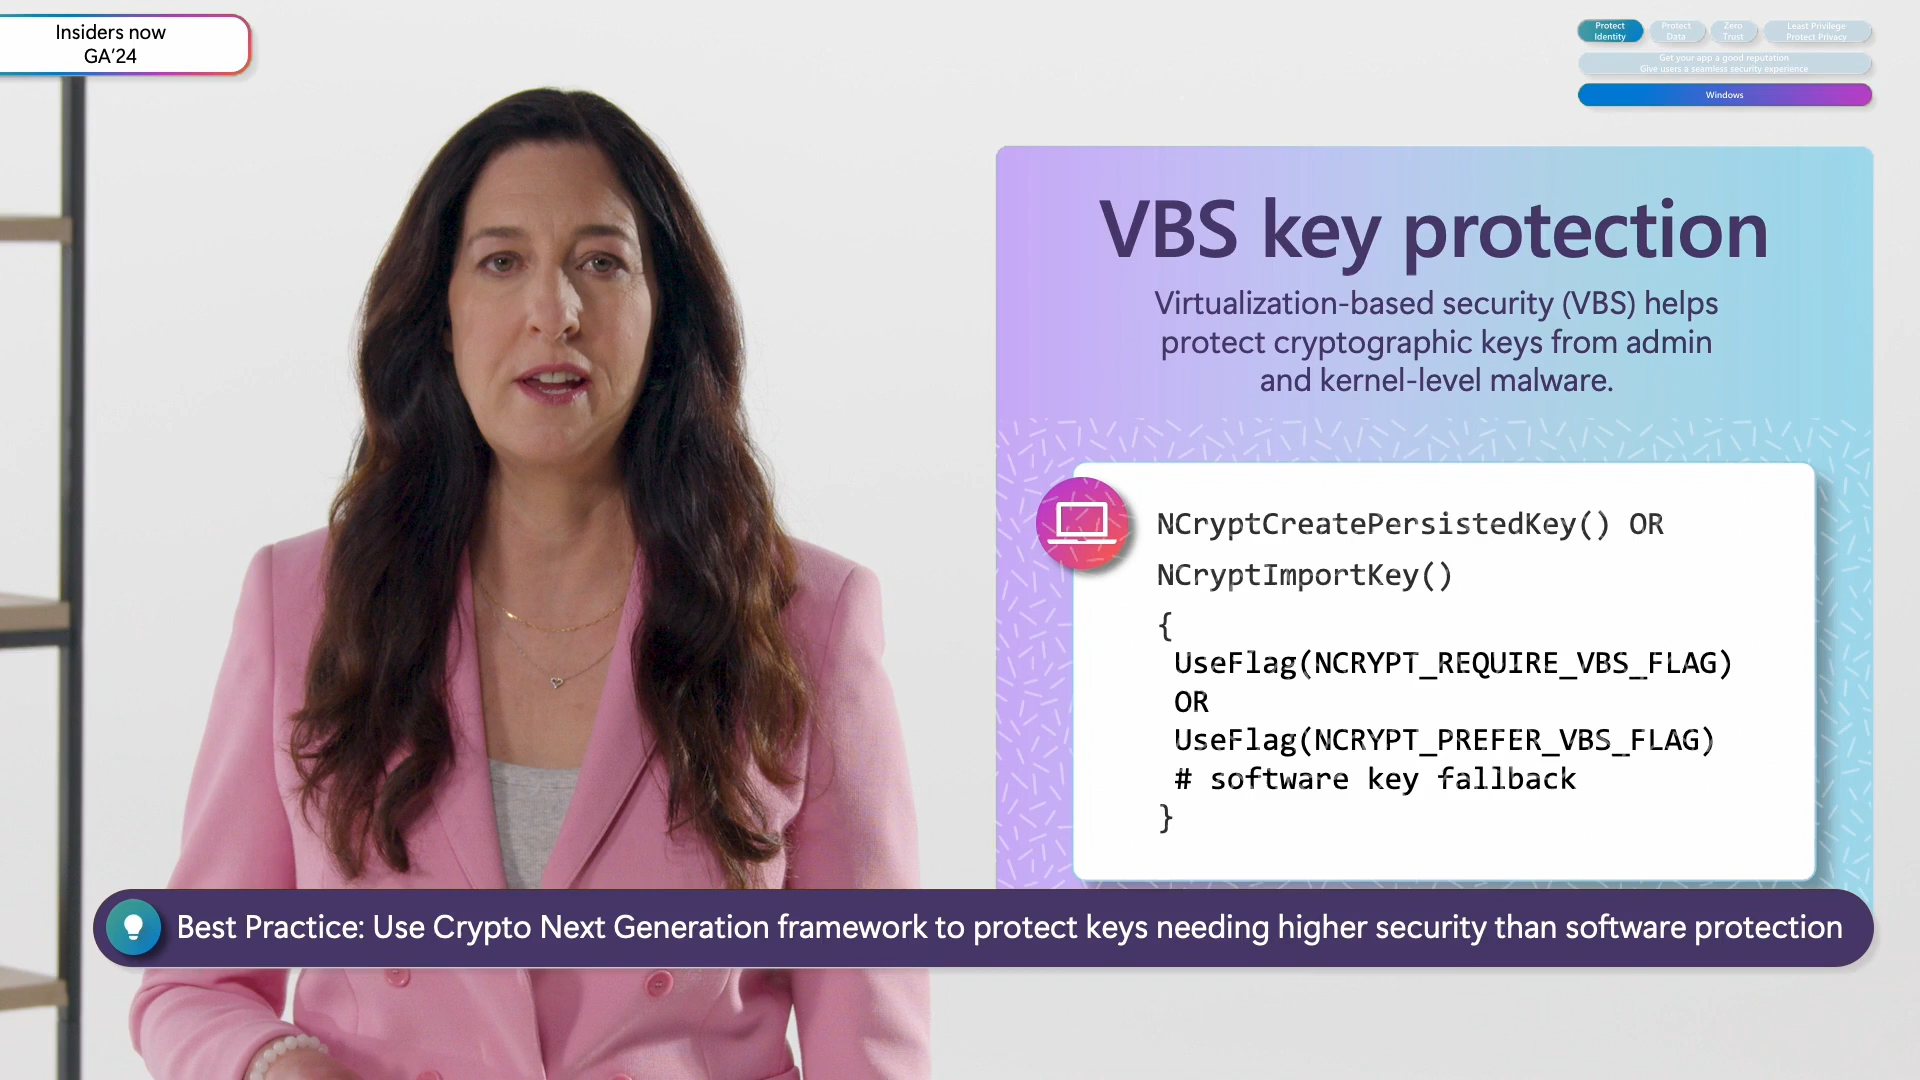 Insiders now
GA'24
Protect
Identity
Protect
Data
Zero
Trust
Least Privilege
Protect Privacy
Get your app a good reputation
Give users a seamless security experience
Windows
VBS key protection
Virtualization-based security (VBS) helps
protect cryptographic keys from admin
and kernel-level malware.
NCryptCreatePersistedKey() OR
NCryptImportKey()
{
UseFlag(NCRYPT_REQUIRE_VBS_FLAG)
OR
UseFlag(NCRYPT_PREFER_VBS_FLAG)
# software key fallback
}
Best Practice: Use Crypto Next Generation framework to protect keys needing higher security than software protection